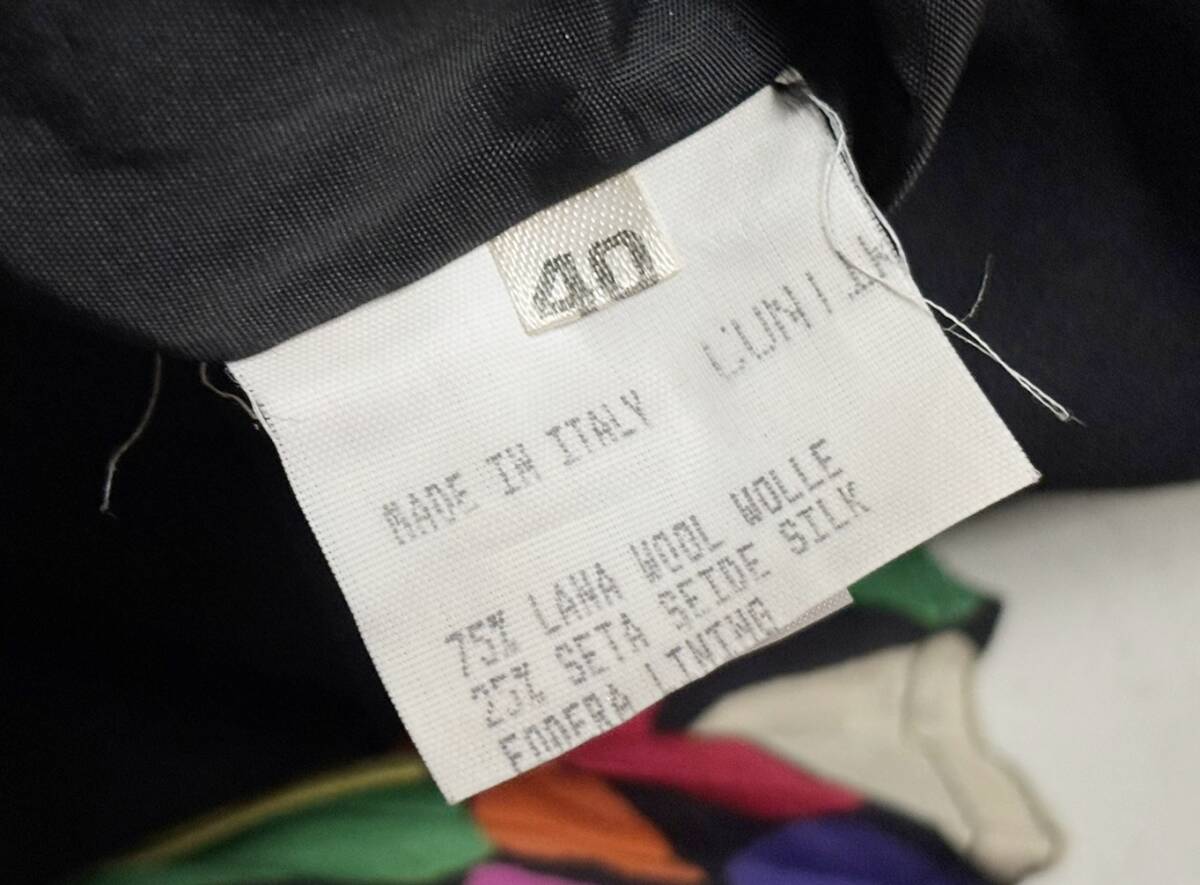 40
MADE IN ITALY
75% LANA WOOL WOLLE
25% SETA SEIDE SILK
FODERA LINING